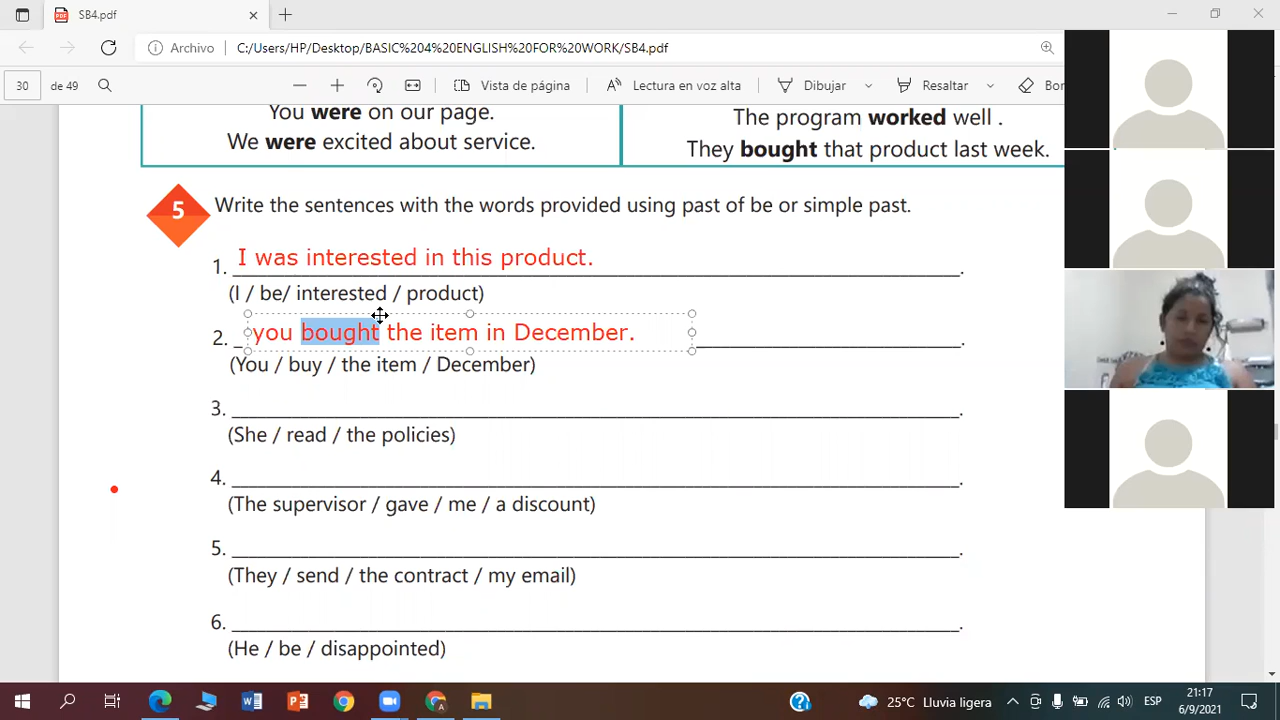 SB4.pdf
Archivo C:/Users/HP/Desktop/BASIC%204%20ENGLISH%20FOR%20WORK/SB4.pdf
30 de 49 Vista de página Lectura en voz alta Dibujar Resaltar Bor
You were on our page.
We were excited about service.
The program worked well .
They bought that product last week.
5 Write the sentences with the words provided using past of be or simple past.
1. I was interested in this product. .
(I / be/ interested / product)
2. you bought the item in December. .
(You / buy / the item / December)
3. .
(She / read / the policies)
4. .
(The supervisor / gave / me / a discount)
5. .
(They / send / the contract / my email)
6. .
(He / be / disappointed)
25°C Lluvia ligera ESP 21:17
6/9/2021